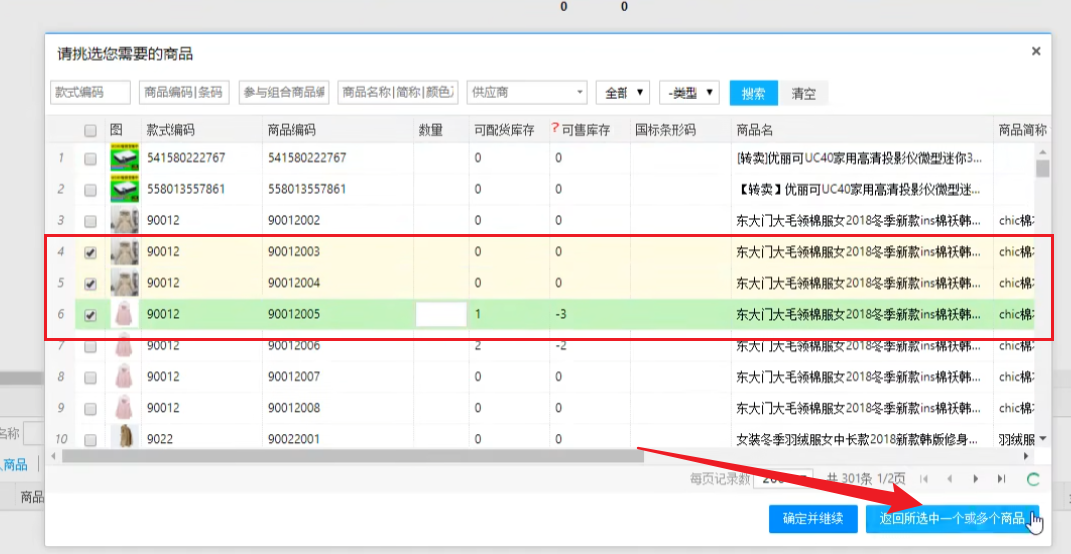 0 0
请挑选您需要的商品 ×
款式编码 商品编码|条码 参与组合商品编 商品名称|简称|颜色 供应商 全部 -类型 搜索 清空
图 款式编码 商品编码 数量 可配货库存 ?可售库存 国标条形码 商品名 商品简称
1 541580222767 541580222767 0 0 [转卖]优丽可UC40家用高清投影仪微型迷你3...
2 558013557861 558013557861 0 0 【转卖】优丽可UC40家用高清投影仪微型迷...
3 90012 90012002 0 0 东大门大毛领棉服女2018冬季新款ins棉袄韩... chic棉
4 90012 90012003 0 0 东大门大毛领棉服女2018冬季新款ins棉袄韩... chic棉
5 90012 90012004 0 0 东大门大毛领棉服女2018冬季新款ins棉袄韩... chic棉
6 90012 90012005 1 -3 东大门大毛领棉服女2018冬季新款ins棉袄韩... chic棉
7 90012 90012006 2 -2 东大门大毛领棉服女2018冬季新款ins棉袄韩... chic棉
8 90012 90012007 0 0 东大门大毛领棉服女2018冬季新款ins棉袄韩... chic棉
9 90012 90012008 0 0 东大门大毛领棉服女2018冬季新款ins棉袄韩... chic棉
10 9022 90022001 0 0 女装冬季羽绒服女中长款2018新款韩版修身... 羽绒服
名称
商品
商品
每页记录数 共 301条 1/2页
确定并继续 返回所选中一个或多个商品